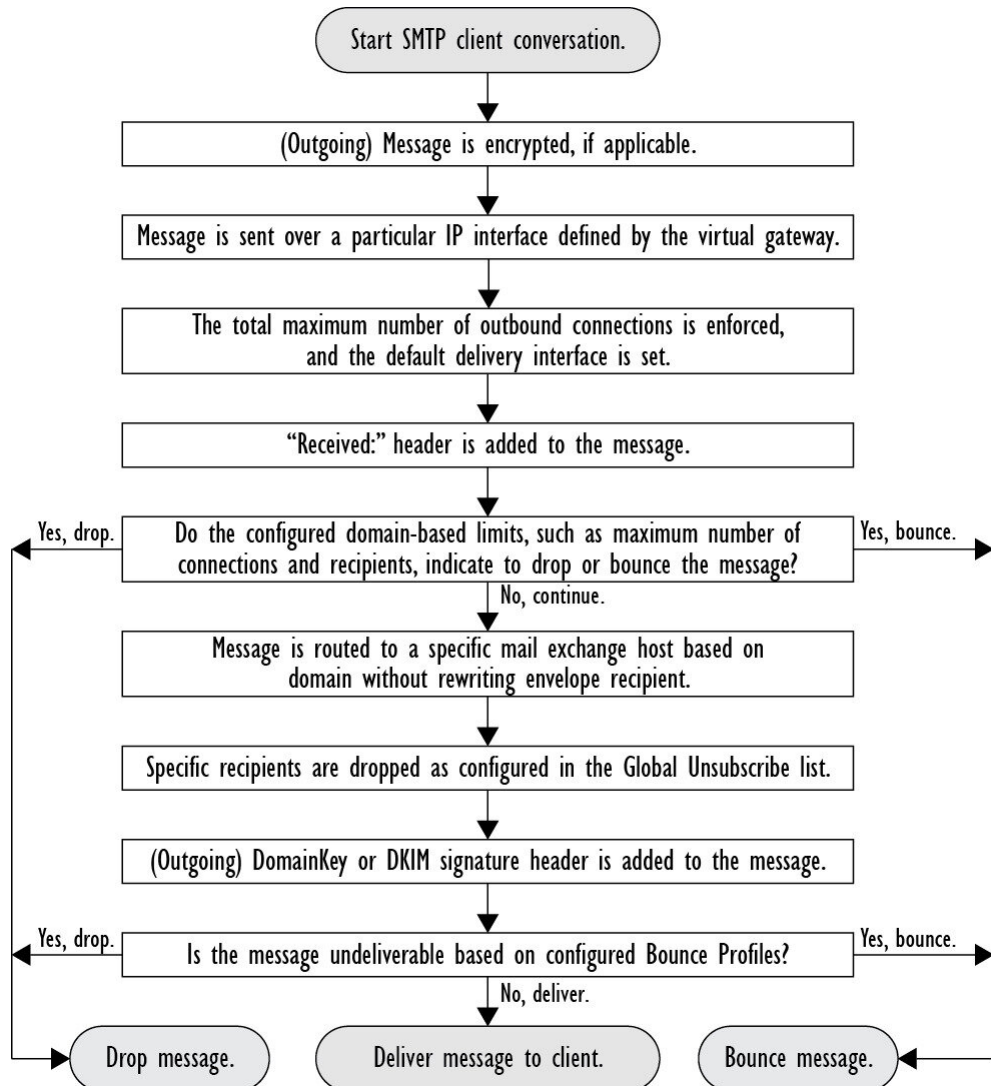 Start SMTP client conversation.
(Outgoing) Message is encrypted, if applicable.
Message is sent over a particular IP interface defined by the virtual gateway.
The total maximum number of outbound connections is enforced,
and the default delivery interface is set.
“Received:” header is added to the message.
Yes, drop.
Do the configured domain-based limits, such as maximum number of
connections and recipients, indicate to drop or bounce the message?
Yes, bounce.
No, continue.
Message is routed to a specific mail exchange host based on
domain without rewriting envelope recipient.
Specific recipients are dropped as configured in the Global Unsubscribe list.
(Outgoing) DomainKey or DKIM signature header is added to the message.
Yes, drop.
Is the message undeliverable based on configured Bounce Profiles?
Yes, bounce.
No, deliver.
Drop message.
Deliver message to client.
Bounce message.